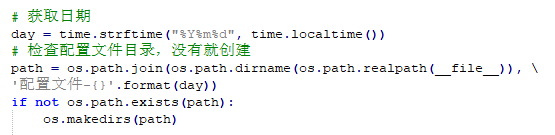 # 获取日期
day = time.strftime("%Y%m%d", time.localtime())
# 检查配置文件目录，没有就创建
path = os.path.join(os.path.dirname(os.path.realpath(__file__)), \
'配置文件-{}'.format(day))
if not os.path.exists(path):
    os.makedirs(path)